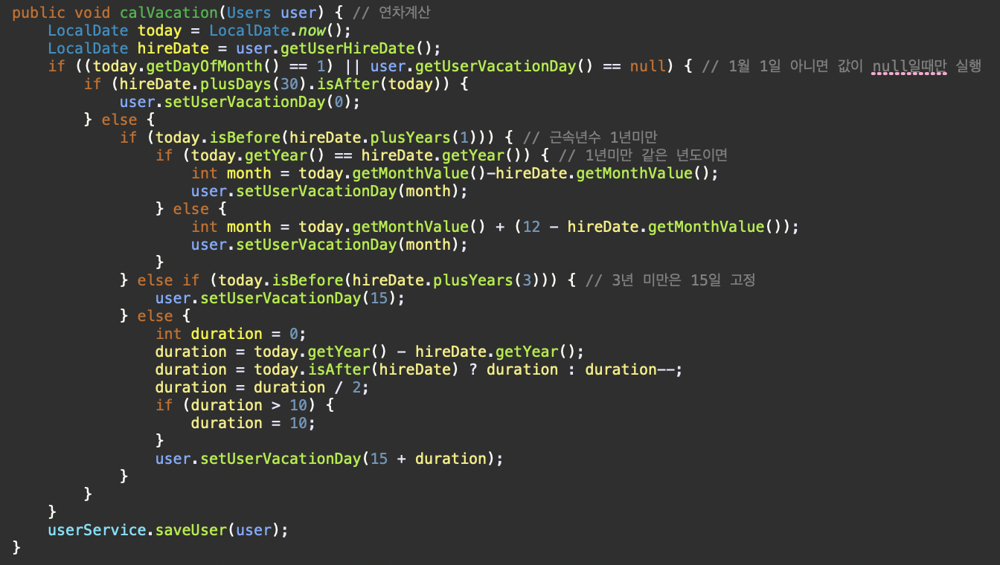 public void calVacation(Users user) { // 연차계산
    LocalDate today = LocalDate.now();
    LocalDate hireDate = user.getUserHireDate();
    if ((today.getDayOfMonth() == 1) || user.getUserVacationDay() == null) { // 1월 1일 아니면 값이 null일때만 실행
        if (hireDate.plusDays(30).isAfter(today)) {
            user.setUserVacationDay(0);
        } else {
            if (today.isBefore(hireDate.plusYears(1))) { // 근속년수 1년미만
                if (today.getYear() == hireDate.getYear()) { // 1년미만 같은 년도이면
                    int month = today.getMonthValue()-hireDate.getMonthValue();
                    user.setUserVacationDay(month);
                } else {
                    int month = today.getMonthValue() + (12 - hireDate.getMonthValue());
                    user.setUserVacationDay(month);
                }
            } else if (today.isBefore(hireDate.plusYears(3))) { // 3년 미만은 15일 고정
                user.setUserVacationDay(15);
            } else {
                int duration = 0;
                duration = today.getYear() - hireDate.getYear();
                duration = today.isAfter(hireDate) ? duration : duration--;
                duration = duration / 2;
                if (duration > 10) {
                    duration = 10;
                }
                user.setUserVacationDay(15 + duration);
            }
        }
    }
    userService.saveUser(user);
}